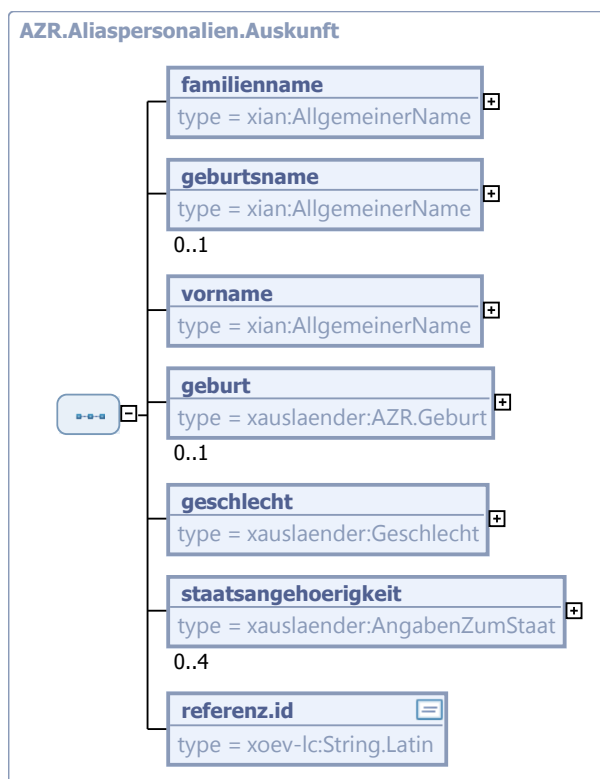 AZR.Aliaspersonalien.Auskunft
familienname
type = xian:AllgemeinerName
geburtsname
type = xian:AllgemeinerName
0..1
vorname
type = xian:AllgemeinerName
geburt
type = xauslaender:AZR.Geburt
0..1
geschlecht
type = xauslaender:Geschlecht
staatsangehoerigkeit
type = xauslaender:AngabenZumStaat
0..4
referenz.id
type = xoev-lc:String.Latin